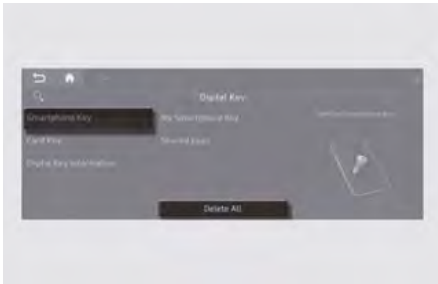 Digital Key
Smartphone Key
My Smartphone Key
Card Key
Shared Keys
Digital Key Information
Delete All